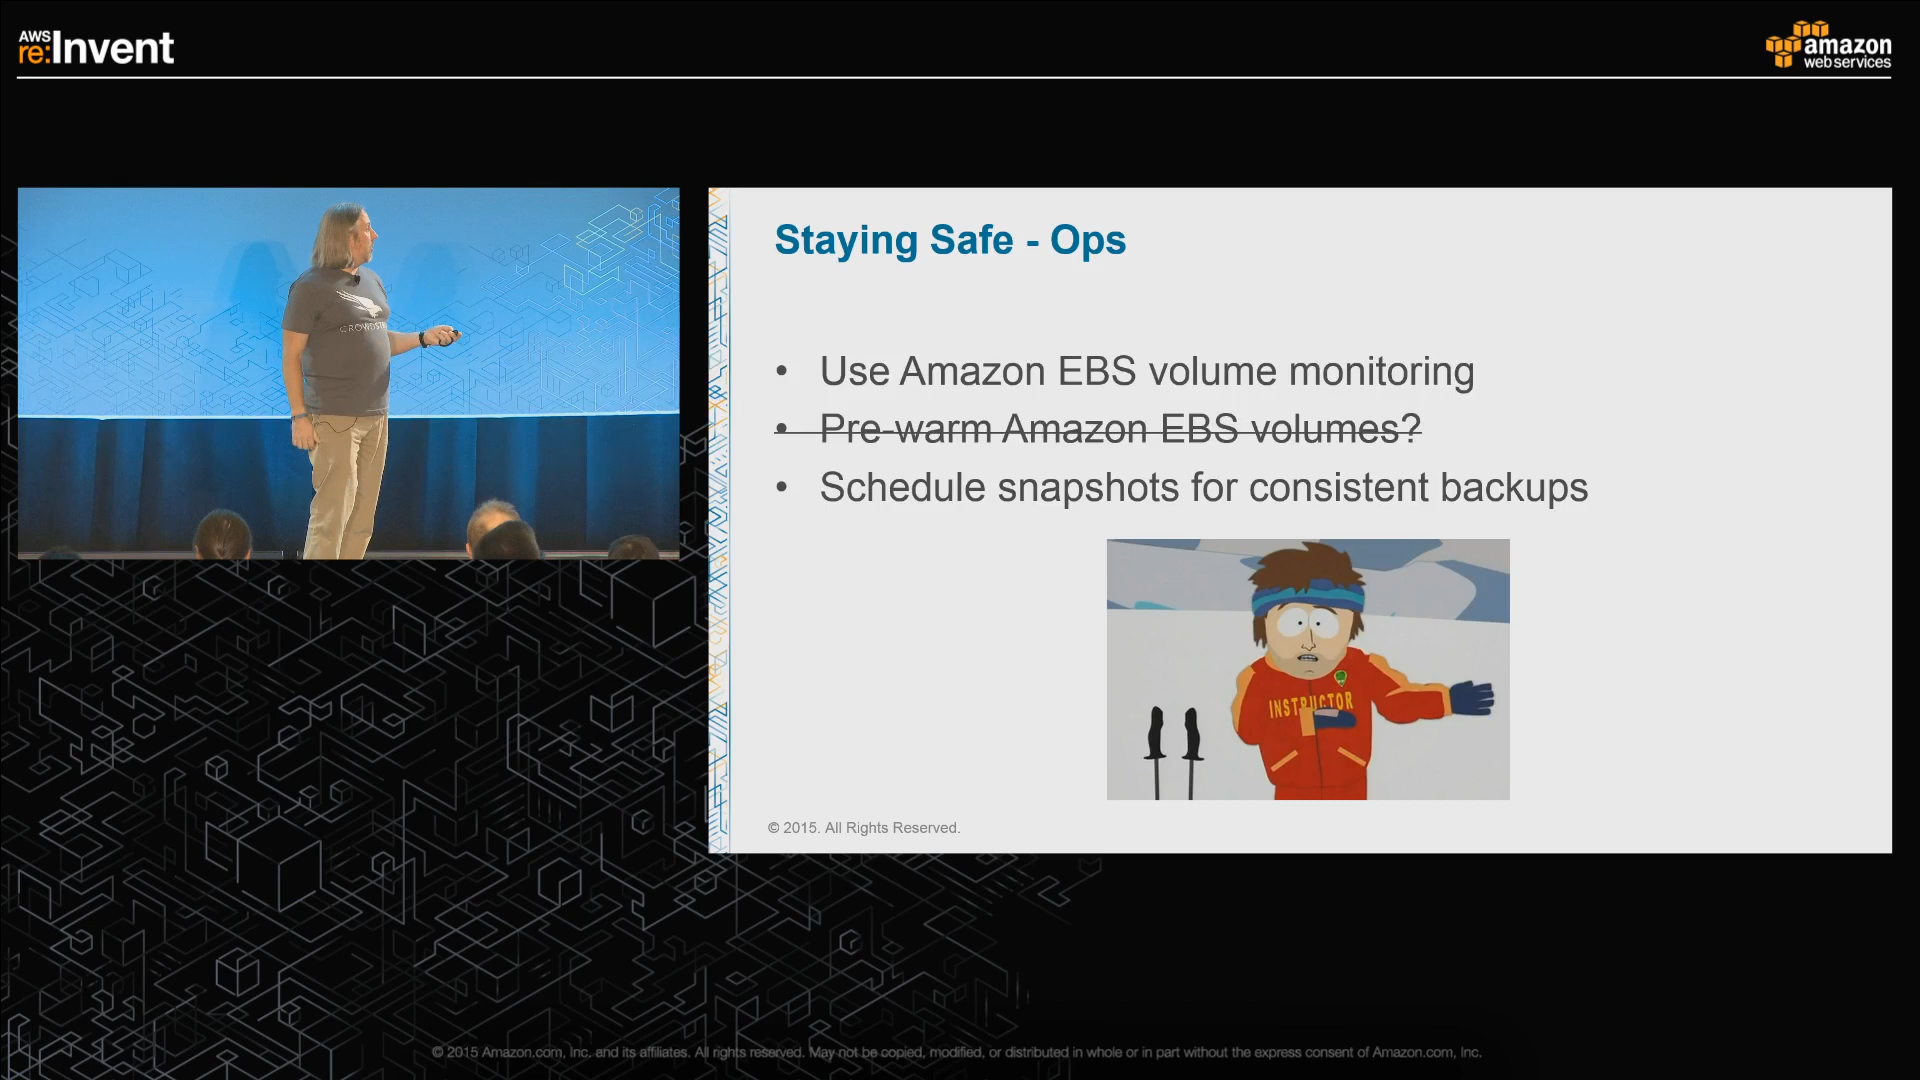 AWS
re:Invent
amazon
web services
CROWDST
Staying Safe - Ops
• Use Amazon EBS volume monitoring
• Pre-warm Amazon EBS volumes?
• Schedule snapshots for consistent backups
INSTRUCTOR
© 2015. All Rights Reserved.
© 2015 Amazon.com, Inc. and its affiliates. All rights reserved. May not be copied, modified, or distributed in whole or in part without the express consent of Amazon.com, Inc.